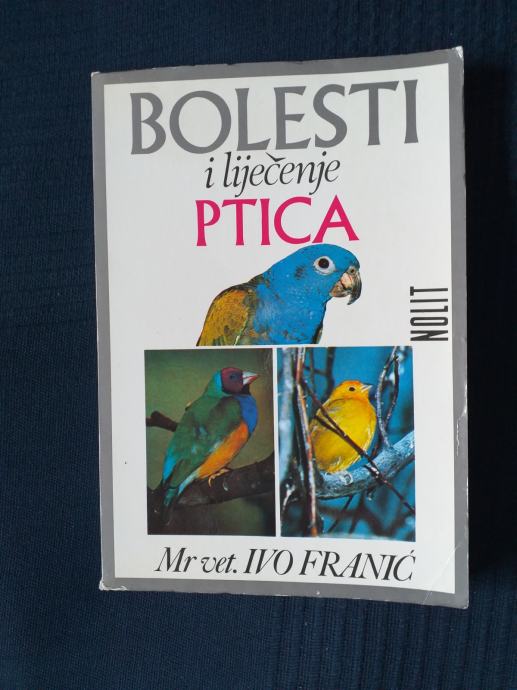 BOLESTI
i liječenje
PTICA
NOLIT
Mr vet. IVO FRANIĆ